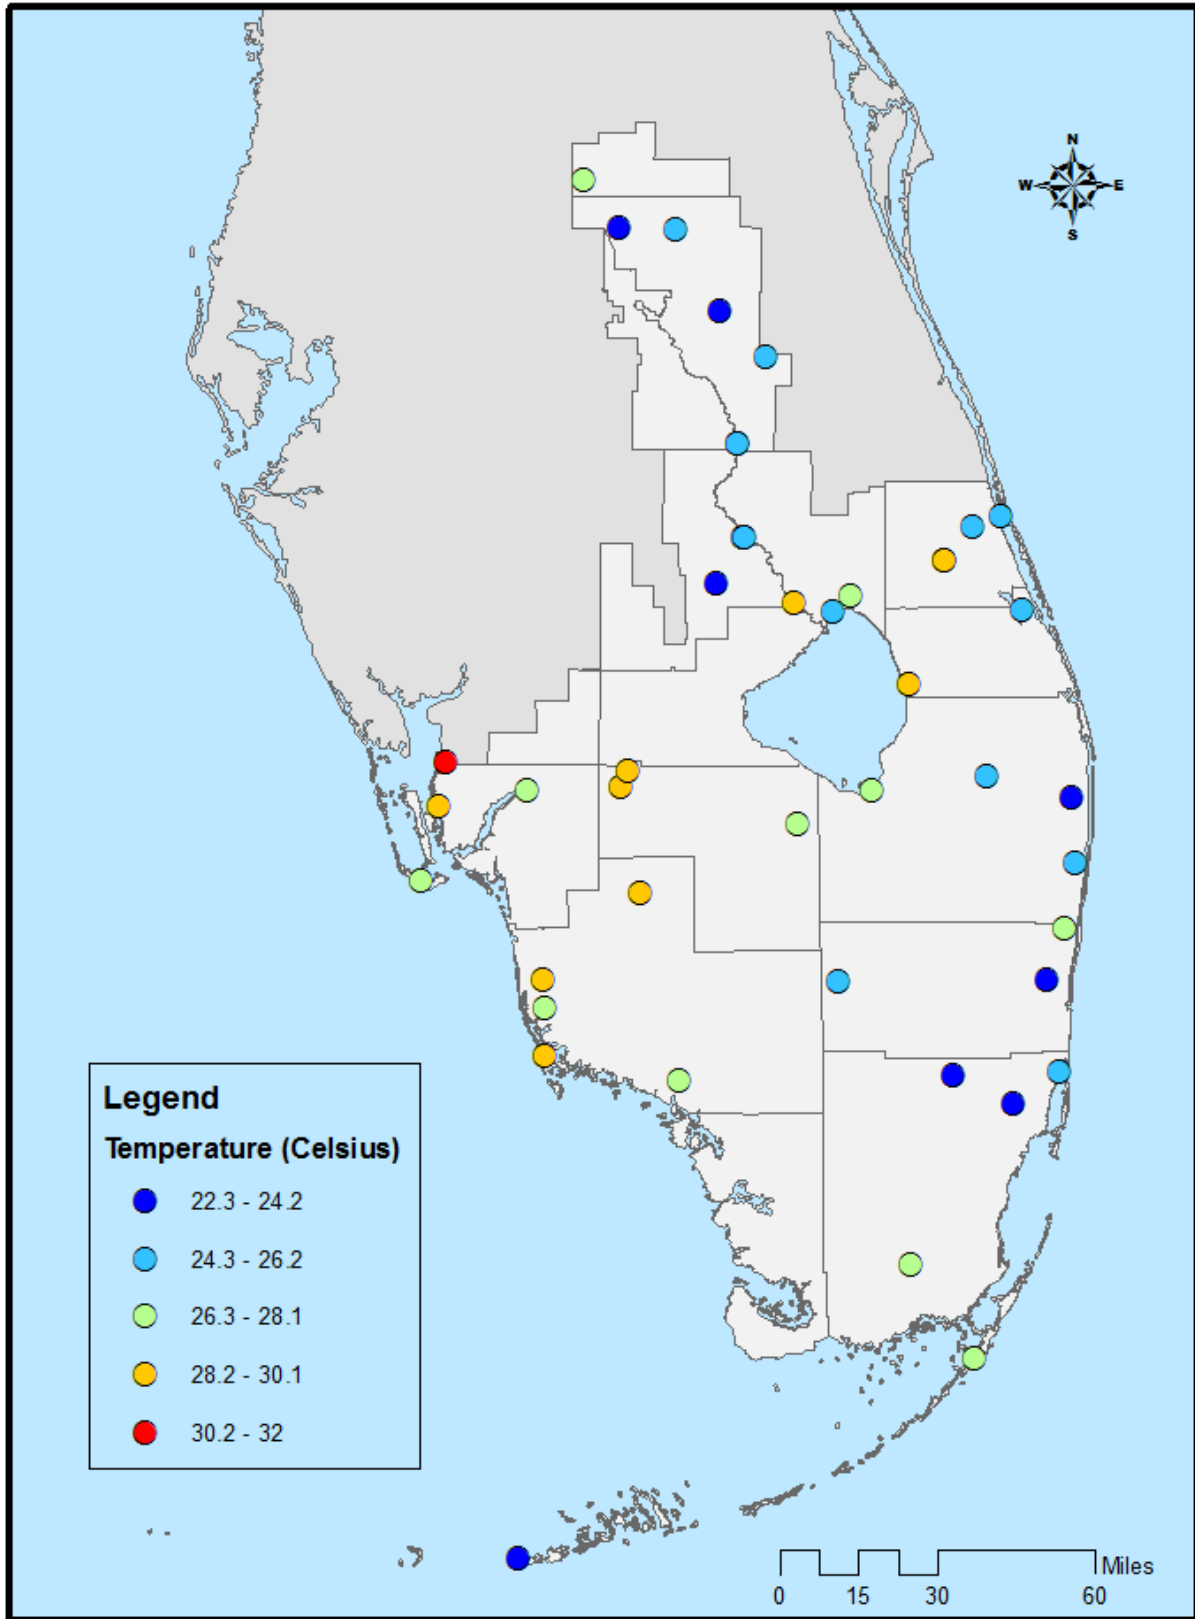 N
W E
S
Legend
Temperature (Celsius)
22.3 - 24.2
24.3 - 26.2
26.3 - 28.1
28.2 - 30.1
30.2 - 32
Miles
0 15 30 60